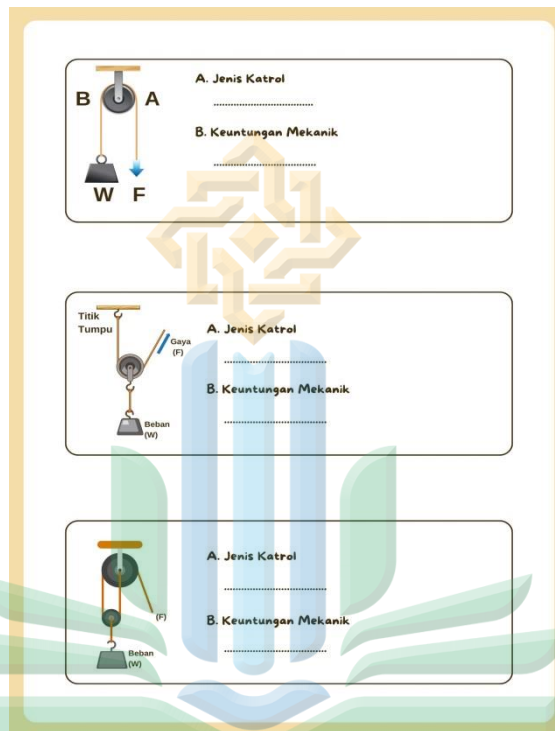 A. Jenis Katrol
B A
..................................
B. Keuntungan Mekanik
...................................
W F
Titik
Tumpu
Gaya
(F)
A. Jenis Katrol
...................................
B. Keuntungan Mekanik
...................................
Beban
(W)
A. Jenis Katrol
...................................
(F)
B. Keuntungan Mekanik
...................................
Beban
(W)